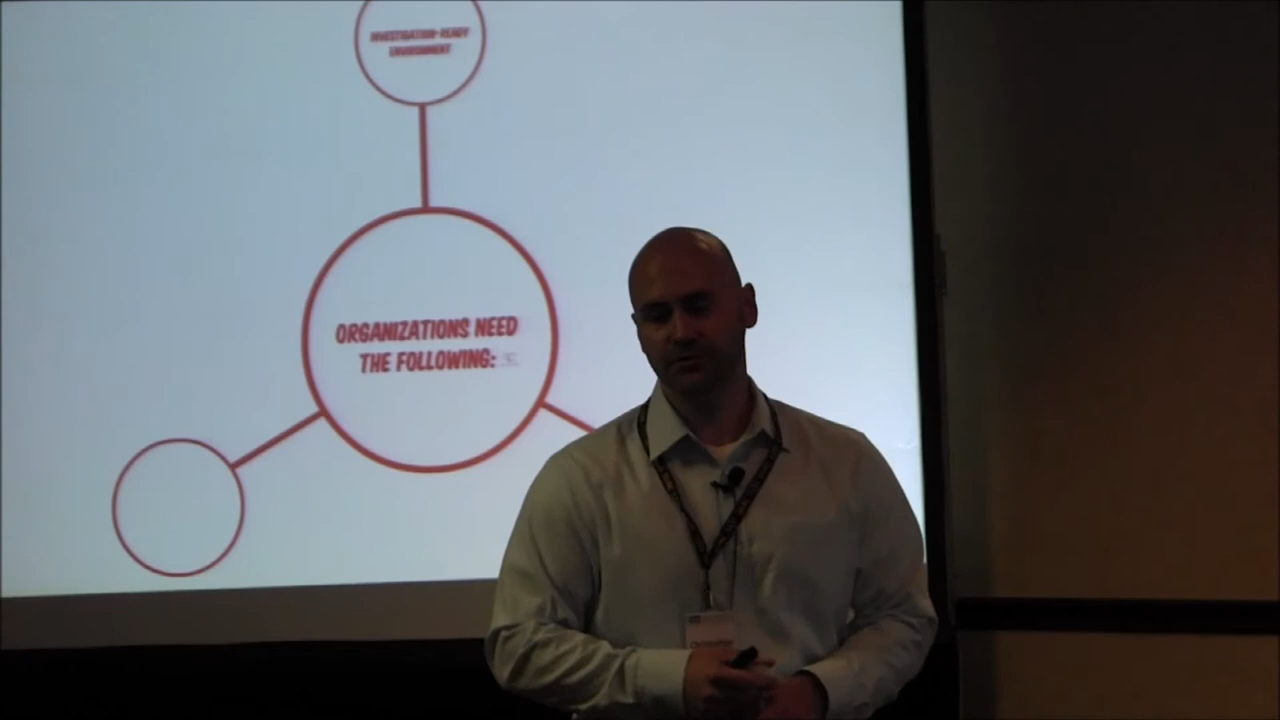 INVESTIGATION-READY
ENVIRONMENT
ORGANIZATIONS NEED
THE FOLLOWING: